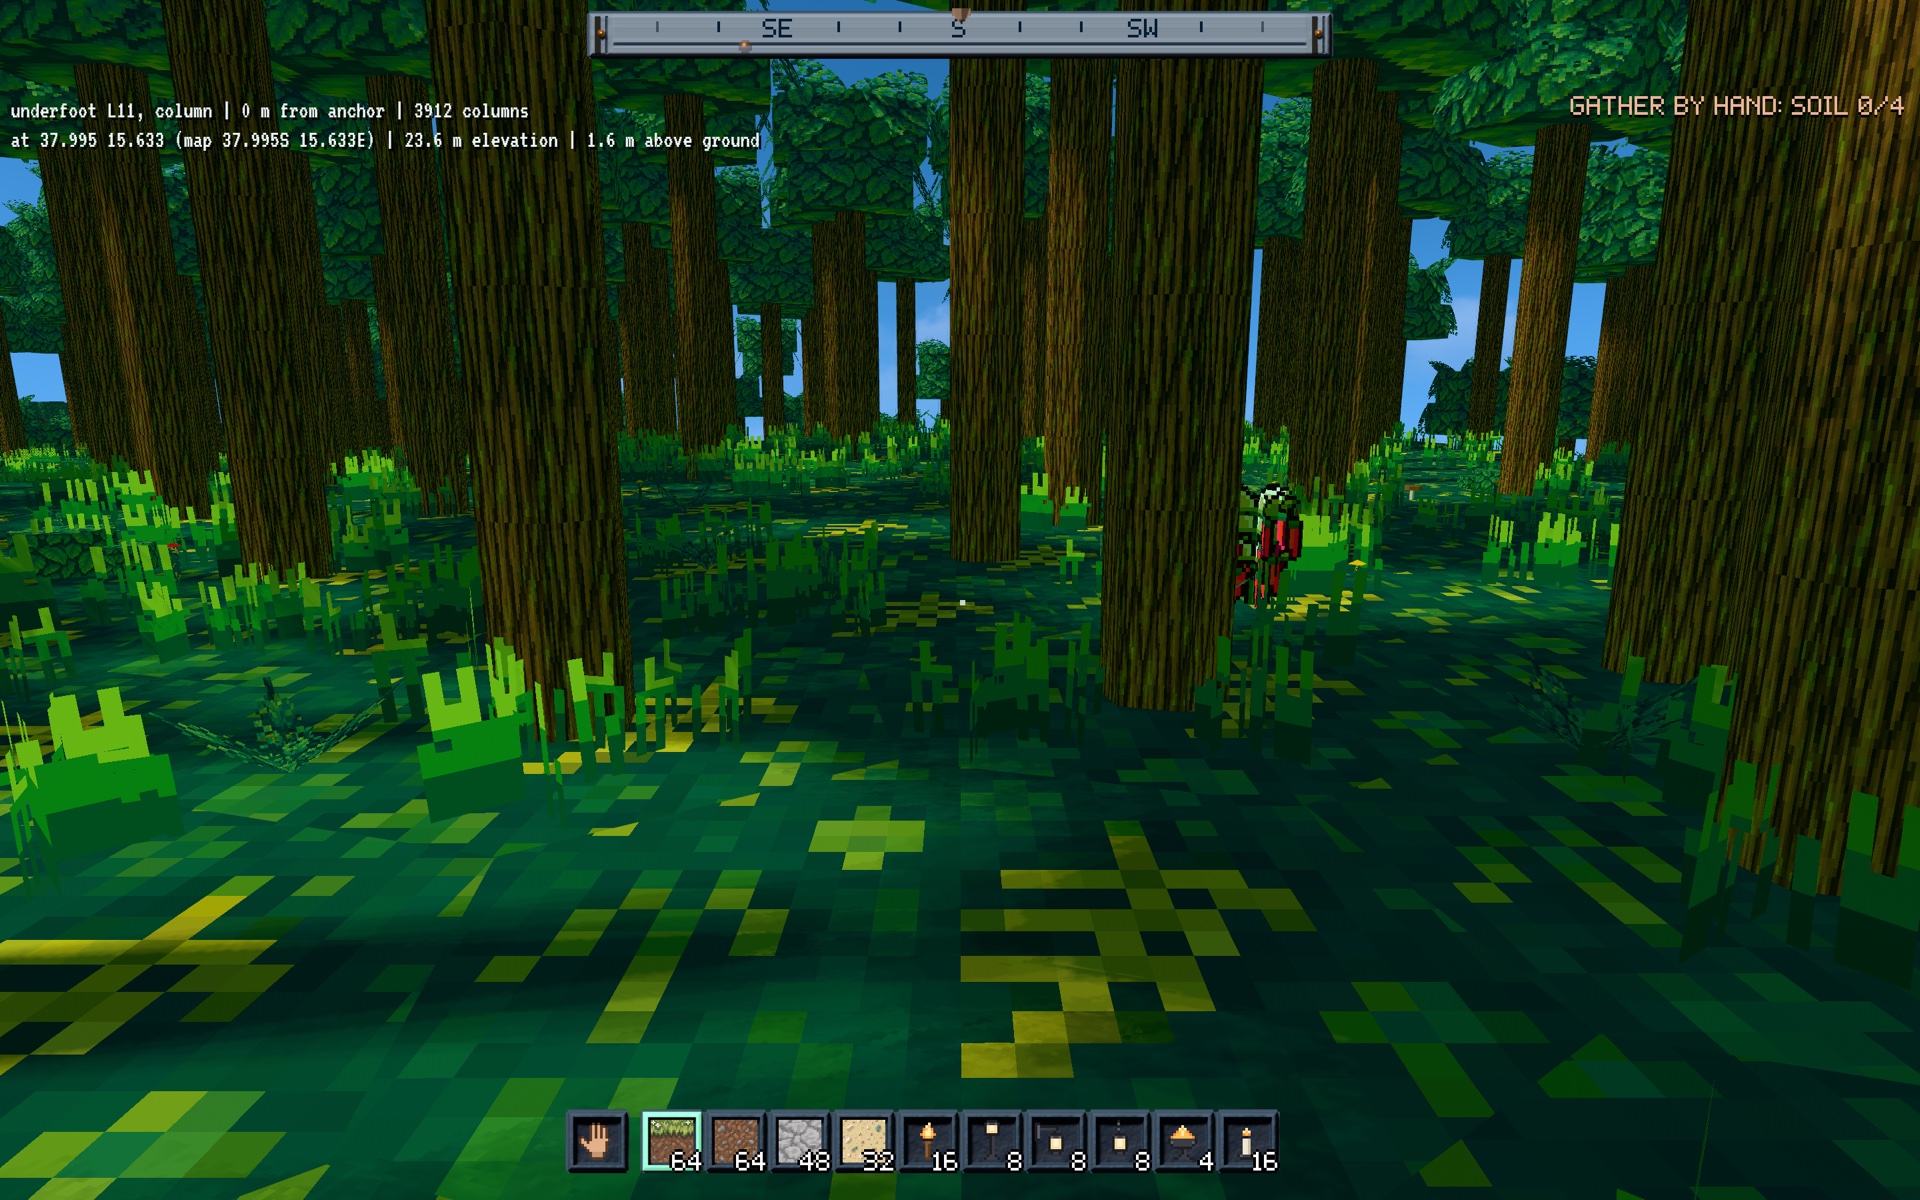 SE S SW
underfoot L11, column | 0 m from anchor | 3912 columns
GATHER BY HAND: SOIL 0/4
at 37.995 15.633 (map 37.995S 15.633E) | 23.6 m elevation | 1.6 m above ground
64 64 48 32 16 8 8 8 4 16